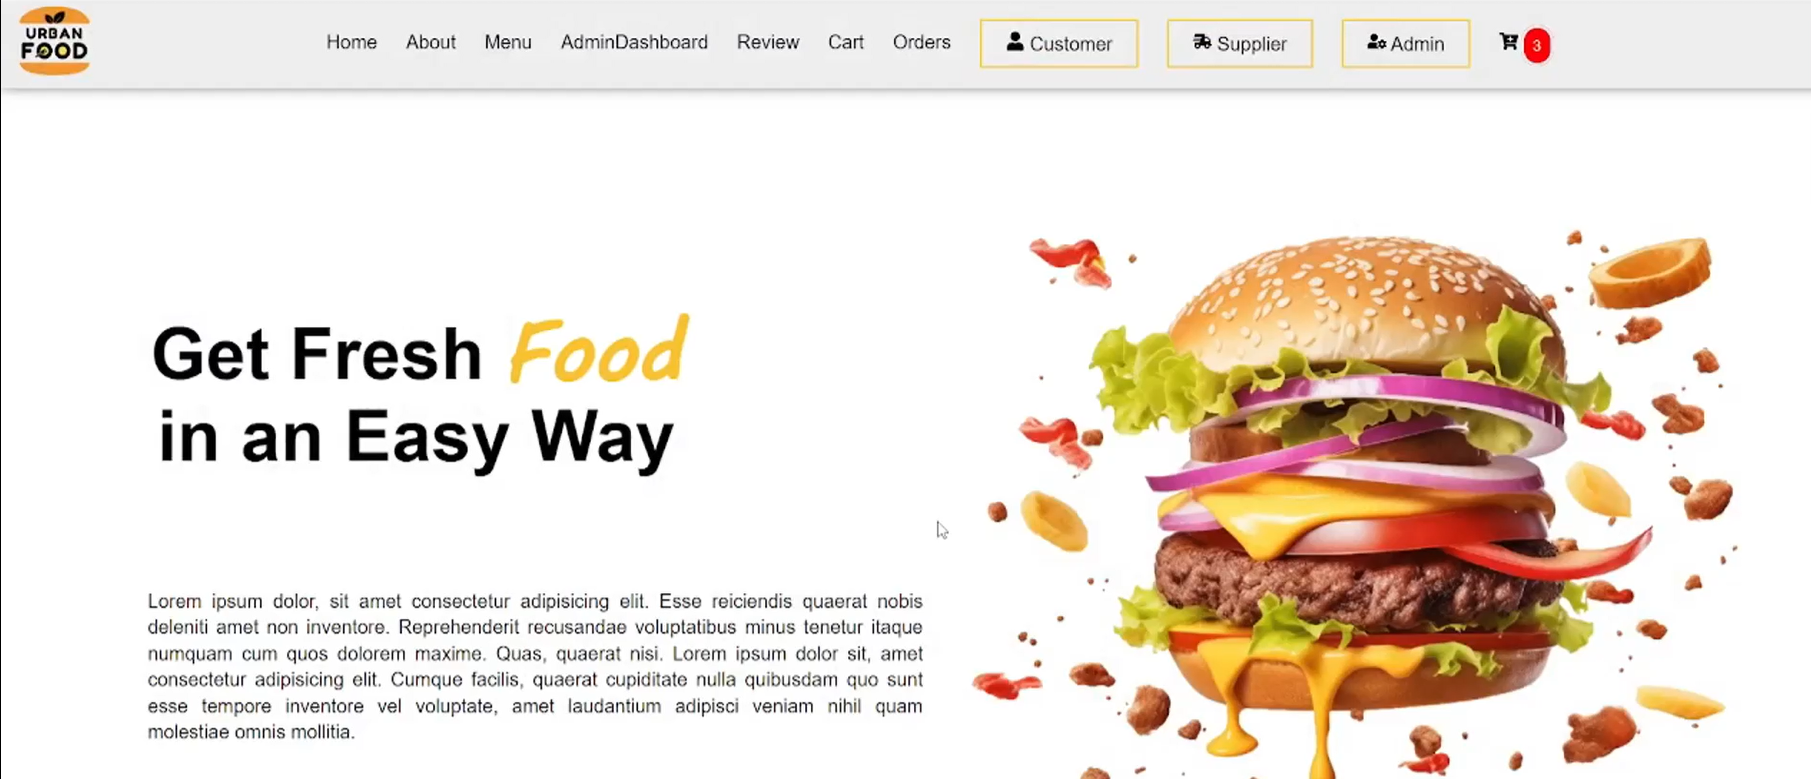 URBAN
FOOD
Home About Menu AdminDashboard Review Cart Orders Customer Supplier Admin 3
Get Fresh Food
in an Easy Way
Lorem ipsum dolor, sit amet consectetur adipisicing elit. Esse reiciendis quaerat nobis
deleniti amet non inventore. Reprehenderit recusandae voluptatibus minus tenetur itaque
numquam cum quos dolorem maxime. Quas, quaerat nisi. Lorem ipsum dolor sit, amet
consectetur adipisicing elit. Cumque facilis, quaerat cupiditate nulla quibusdam quo sunt
esse tempore inventore vel voluptate, amet laudantium adipisci veniam nihil quam
molestiae omnis mollitia.